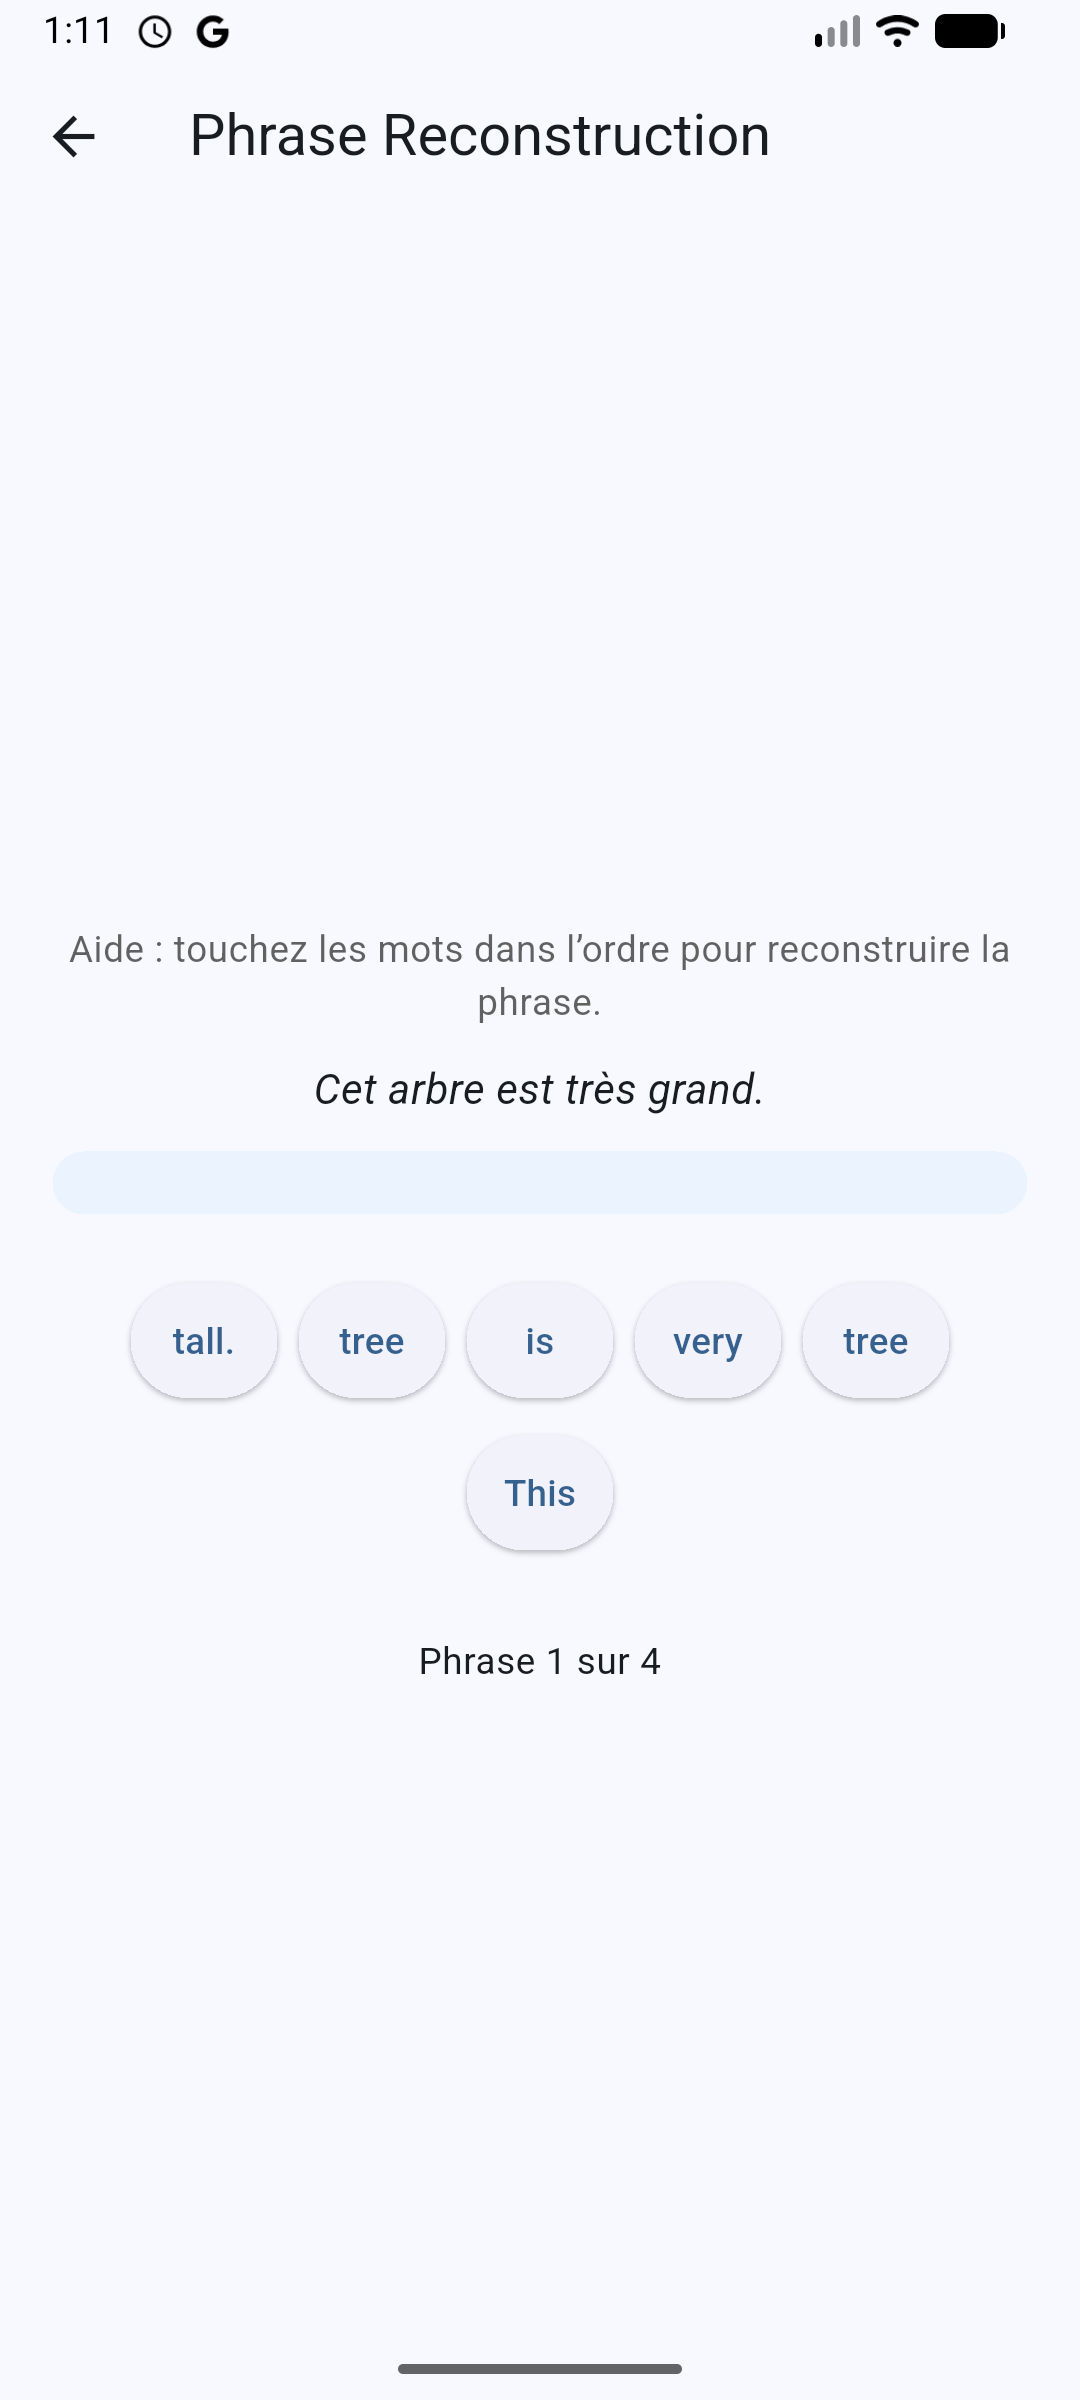 1:11
Phrase Reconstruction
Aide : touchez les mots dans l’ordre pour reconstruire la
phrase.
Cet arbre est très grand.
tall. tree is very tree
This
Phrase 1 sur 4